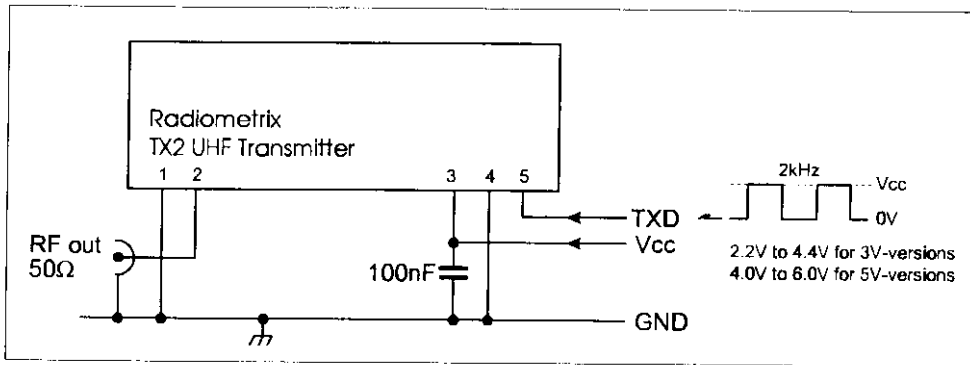 Radiometrix
TX2 UHF Transmitter
1 2 3 4 5
2kHz
Vcc
0V
TXD
Vcc
2.2V to 4.4V for 3V-versions
4.0V to 6.0V for 5V-versions
RF out
50Ω
100nF
GND